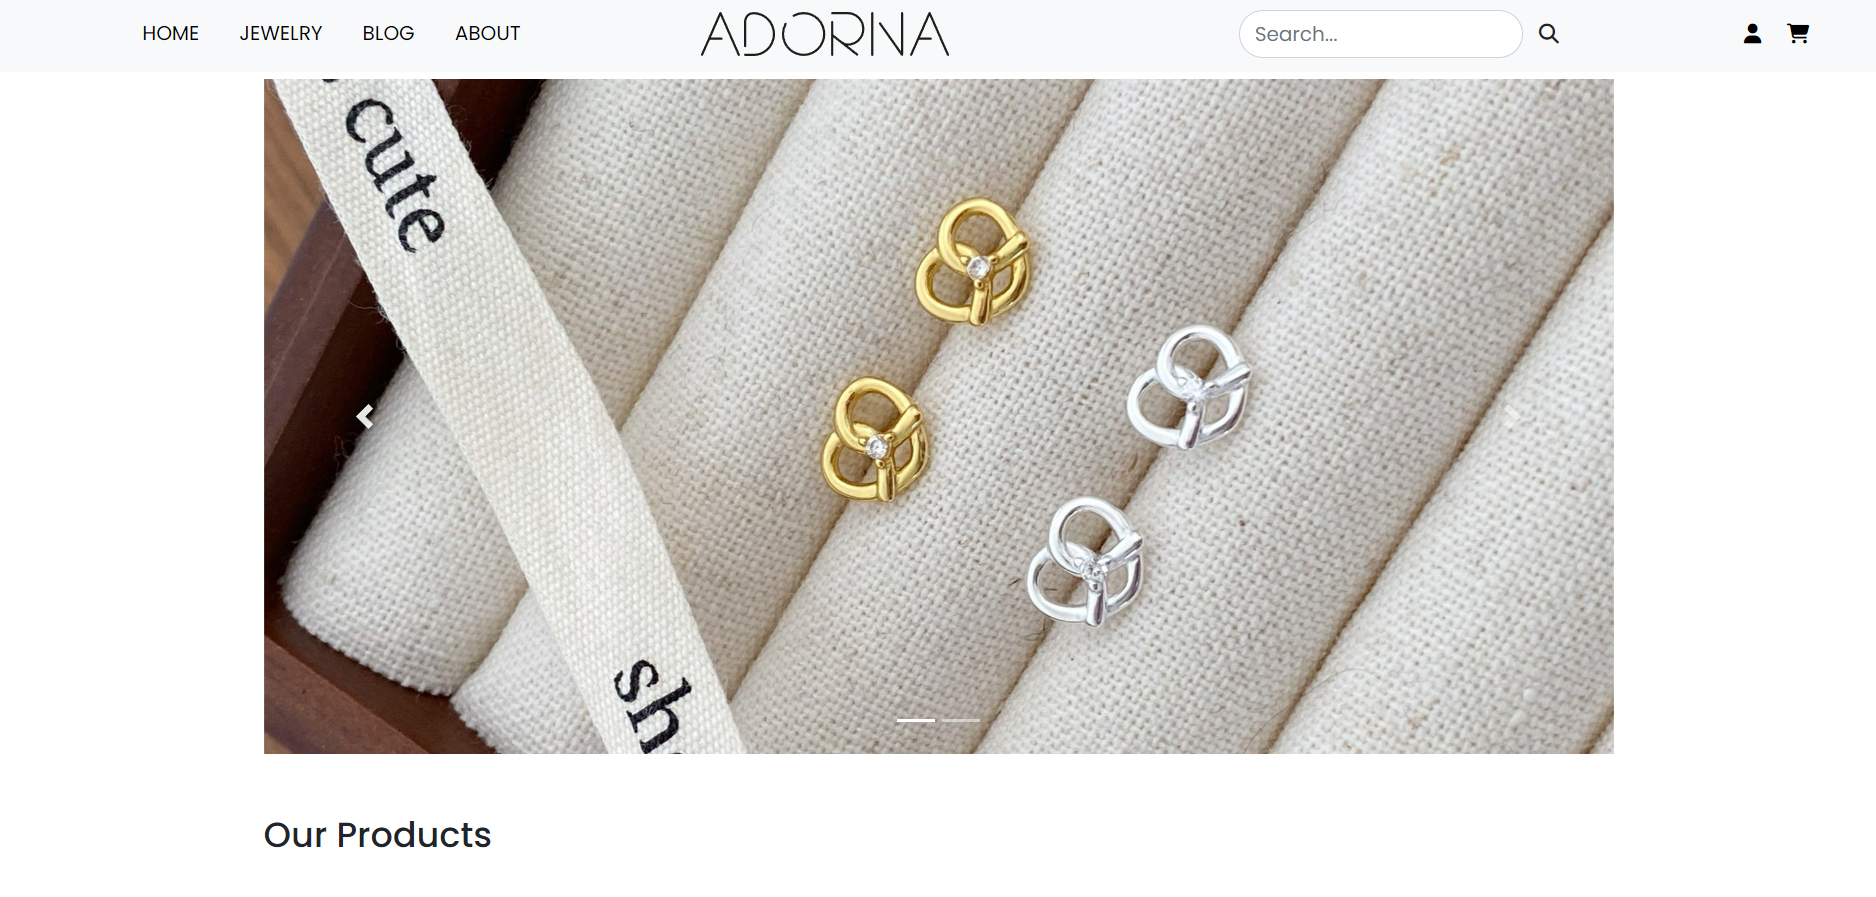 HOME JEWELRY BLOG ABOUT ADORNA Search...
cute
Our Products